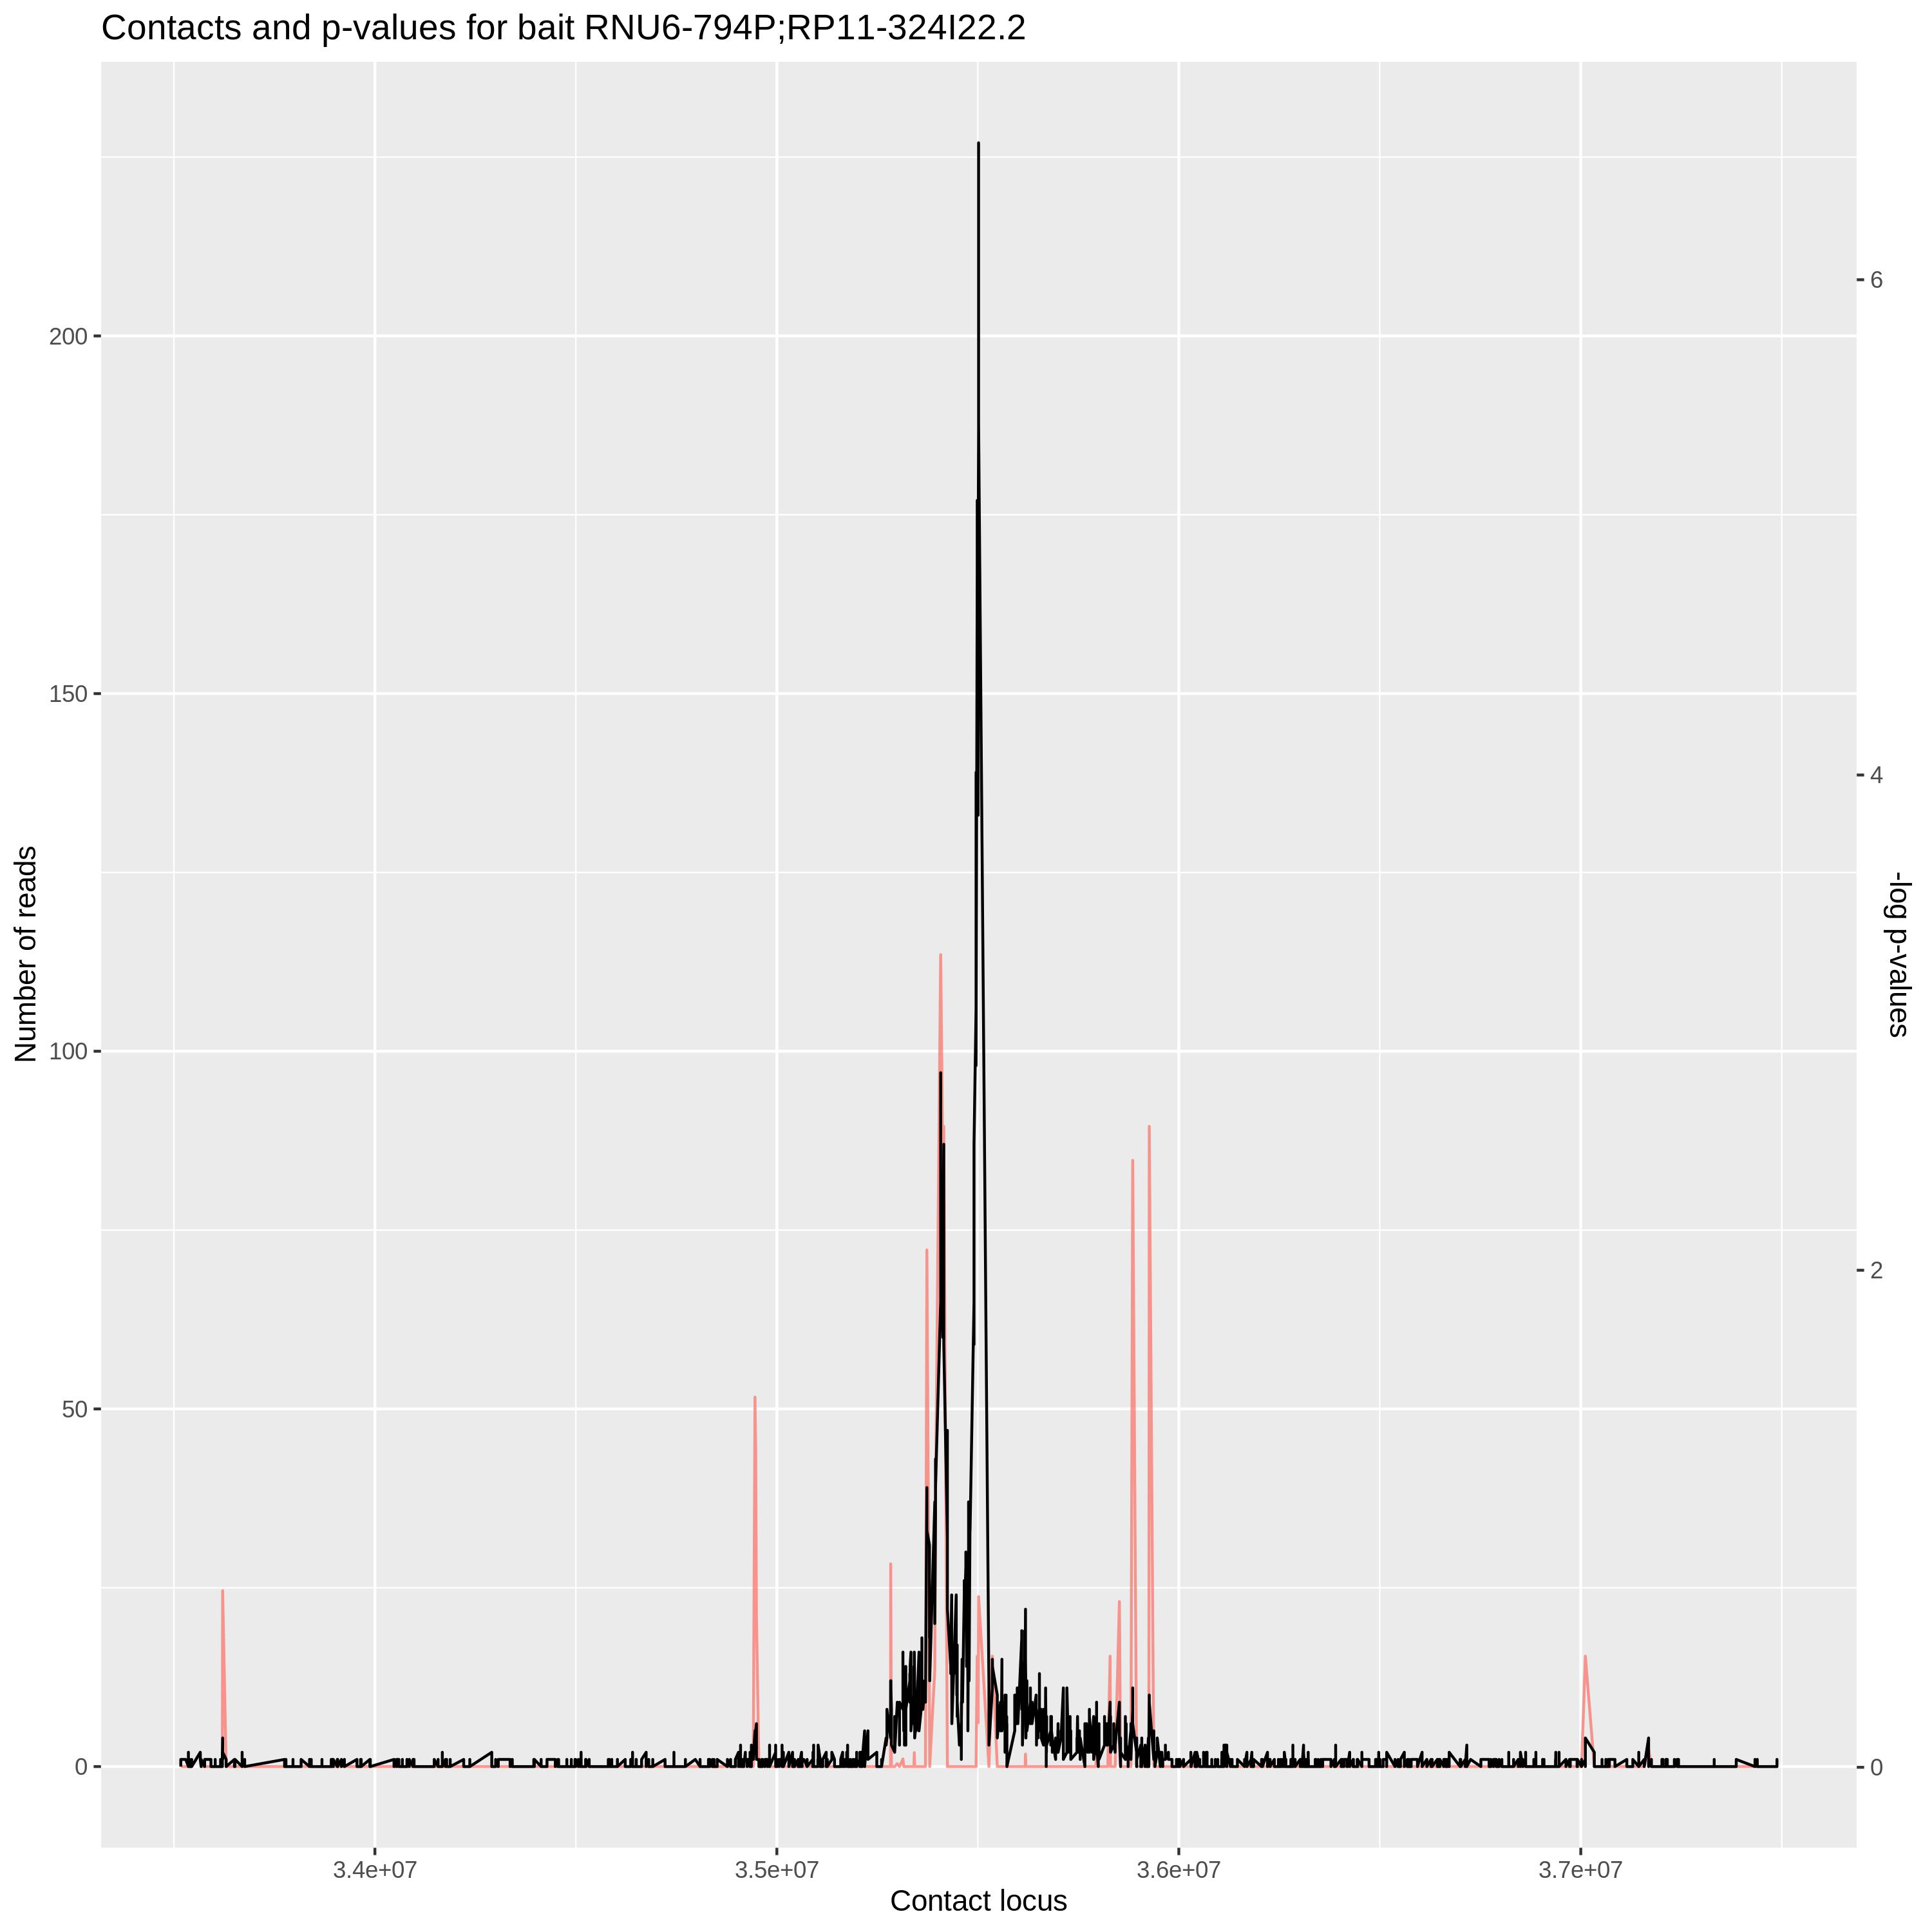 Contacts and p-values for bait RNU6-794P;RP11-324I22.2
Number of reads
200
150
100
50
0
6
4
2
0
-log p-values
3.4e+07
3.5e+07
3.6e+07
3.7e+07
Contact locus